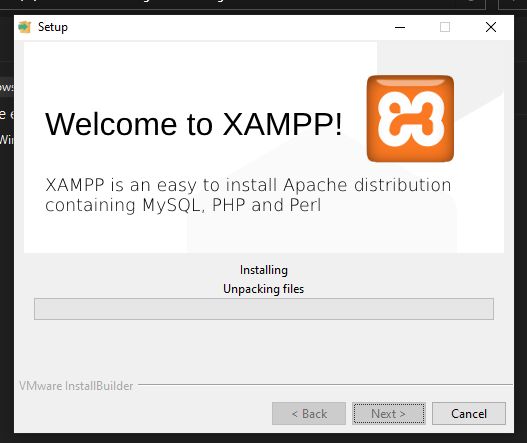 Setup
Welcome to XAMPP!
XAMPP is an easy to install Apache distribution
containing MySQL, PHP and Perl
Installing
Unpacking files
VMware InstallBuilder
< Back
Next >
Cancel